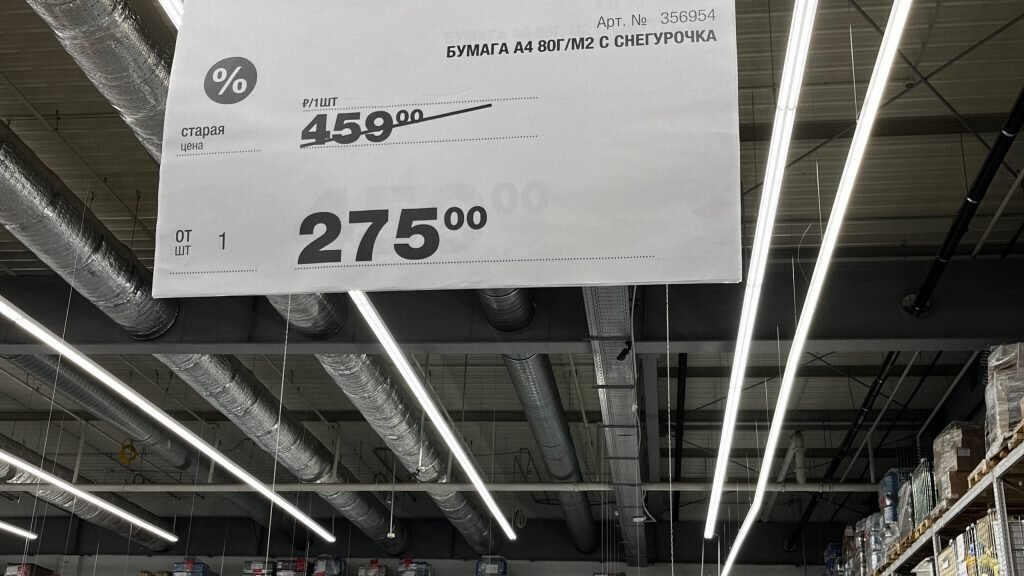 Арт. № 356954
БУМАГА А4 80Г/М2 С СНЕГУРОЧКА
%
₽/1ШТ
старая
цена
459⁰⁰
от
шт
1
275⁰⁰